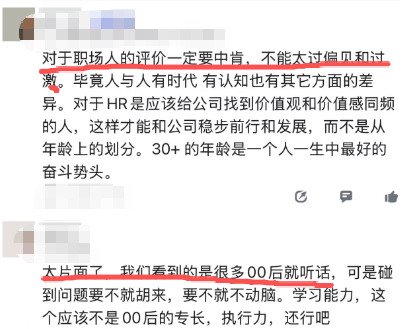 对于职场人的评价一定要中肯，不能太过偏见和过
激。毕竟人与人有时代 有认知也有其它方面的差
异。对于 HR 是应该给公司找到价值观和价值感同频
的人，这样才能和公司稳步前行和发展，而不是从
年龄上的划分。30+ 的年龄是一个人一生中最好的
奋斗势头。
太片面了，我们看到的是很多00后就听话，可是碰
到问题要不就胡来，要不就不动脑。学习能力，这
个应该不是00后的专长，执行力，还行吧